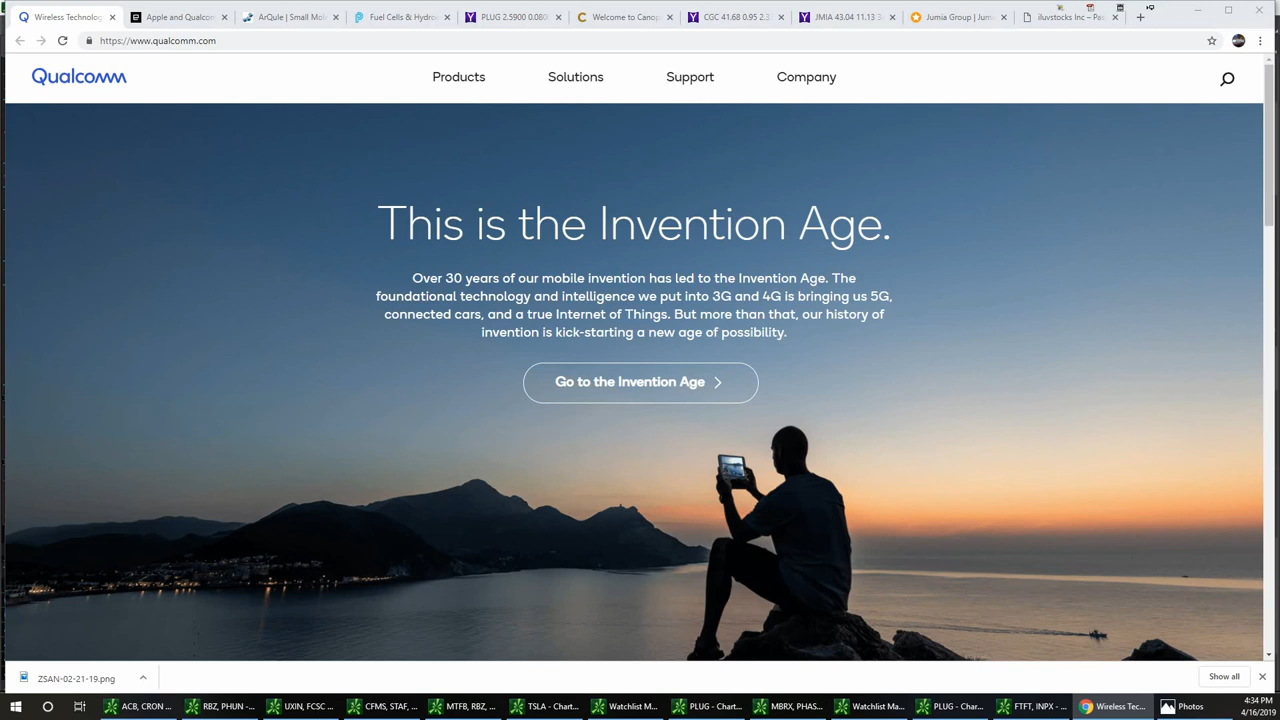 Wireless Technolog
Apple and Qualcom
ArQule | Small Mol
Fuel Cells & Hydro
PLUG 2.5900 0.080
Welcome to Canop
CGC 41.68 0.95 2.3
JMIA 43.04 11.13 3
Jumia Group | Jum
iluvstocks Inc – Pas
https://www.qualcomm.com
Qualcomm
Products
Solutions
Support
Company
This is the Invention Age.
Over 30 years of our mobile invention has led to the Invention Age. The
foundational technology and intelligence we put into 3G and 4G is bringing us 5G,
connected cars, and a true Internet of Things. But more than that, our history of
invention is kick-starting a new age of possibility.
Go to the Invention Age
ZSAN-02-21-19.png
Show all
ACB, CRON ...
RBZ, PHUN - ...
UXIN, FCSC ...
CFMS, STAF, ...
MTFB, RBZ, ...
TSLA - Chart...
Watchlist M...
PLUG - Char...
MBRX, PHAS...
Watchlist Ma...
PLUG - Char...
FTFT, INPX - ...
Wireless Tec...
Photos
4:34 PM
4/16/2019